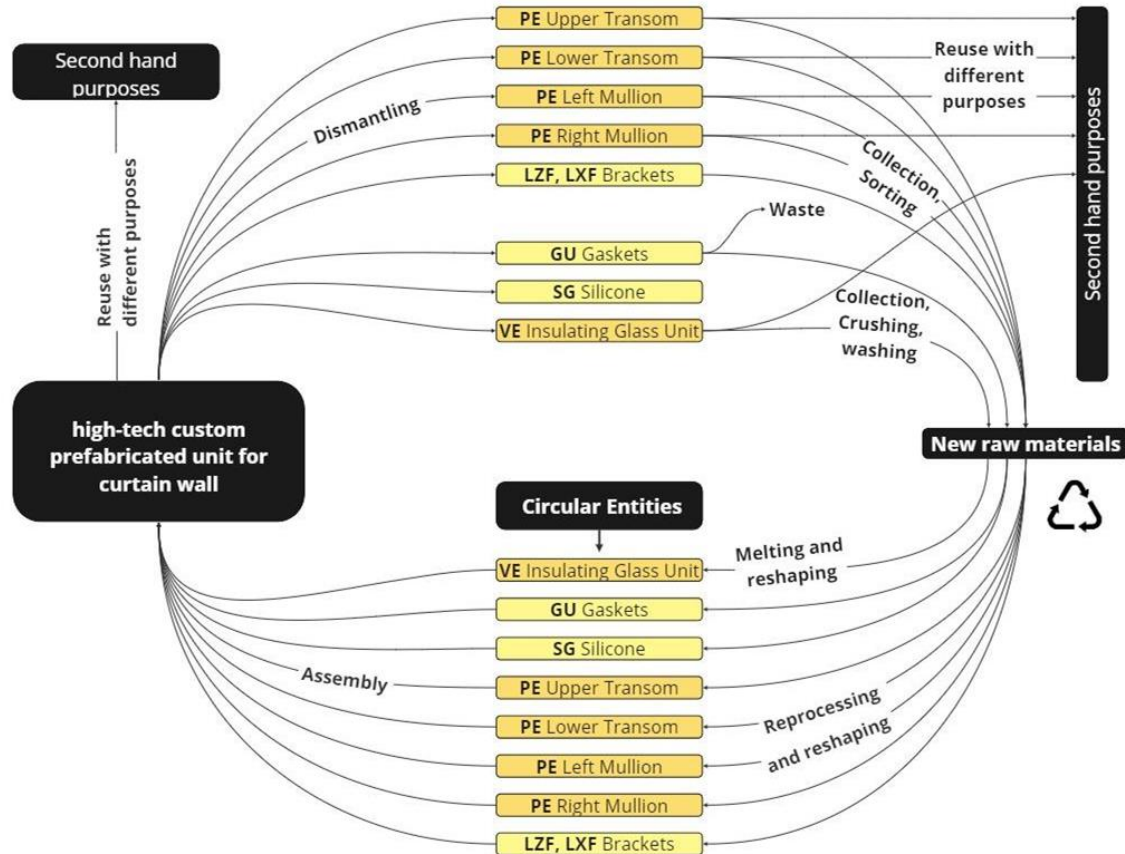 Second hand
purposes
Reuse with
different purposes
high-tech custom
prefabricated unit for
curtain wall
Dismantling
PE Upper Transom
PE Lower Transom
PE Left Mullion
PE Right Mullion
LZF, LXF Brackets
GU Gaskets
SG Silicone
VE Insulating Glass Unit
Waste
Reuse with
different
purposes
Collection,
Sorting
Collection,
Crushing,
washing
Second hand purposes
New raw materials
Circular Entities
VE Insulating Glass Unit
GU Gaskets
SG Silicone
PE Upper Transom
PE Lower Transom
PE Left Mullion
PE Right Mullion
LZF, LXF Brackets
Melting and
reshaping
Assembly
Reprocessing
and reshaping